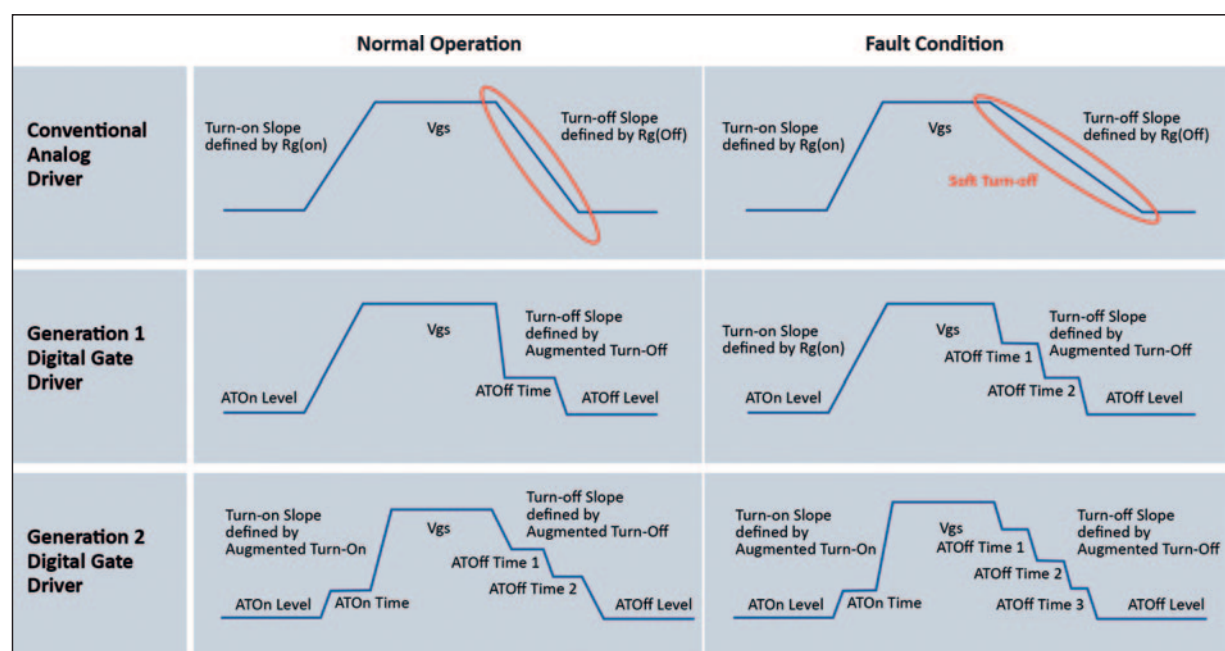 Normal Operation
Fault Condition
Conventional
Analog
Driver
Turn-on Slope
defined by Rg(on)
Vgs
Turn-off Slope
defined by Rg(Off)
Turn-on Slope
defined by Rg(on)
Vgs
Soft Turn-off
Turn-off Slope
defined by Rg(Off)
Generation 1
Digital Gate
Driver
ATOn Level
Vgs
Turn-off Slope
defined by
Augmented Turn-Off
ATOff Time
ATOff Level
Turn-on Slope
defined by Rg(on)
ATOn Level
Vgs
ATOff Time 1
ATOff Time 2
Turn-off Slope
defined by
Augmented Turn-Off
ATOff Level
Generation 2
Digital Gate
Driver
Turn-on Slope
defined by
Augmented Turn-On
ATOn Level
ATOn Time
Vgs
ATOff Time 1
ATOff Time 2
Turn-off Slope
defined by
Augmented Turn-Off
ATOff Level
Turn-on Slope
defined by
Augmented Turn-On
ATOn Level
ATOn Time
Vgs
ATOff Time 1
ATOff Time 2
ATOff Time 3
Turn-off Slope
defined by
Augmented Turn-Off
ATOff Level